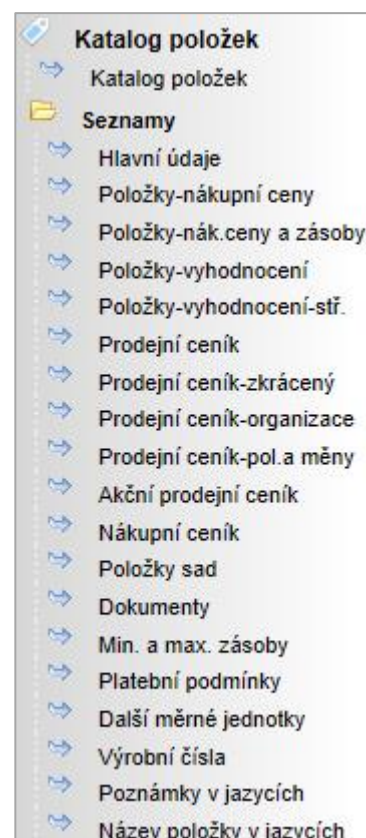 Katalog položek
Katalog položek
Seznamy
Hlavní údaje
Položky-nákupní ceny
Položky-nák.ceny a zásoby
Položky-vyhodnocení
Položky-vyhodnocení-stř.
Prodejní ceník
Prodejní ceník-zkrácený
Prodejní ceník-organizace
Prodejní ceník-pol.a měny
Akční prodejní ceník
Nákupní ceník
Položky sad
Dokumenty
Min. a max. zásoby
Platební podmínky
Další měrné jednotky
Výrobní čísla
Poznámky v jazycích
Název položky v jazycích